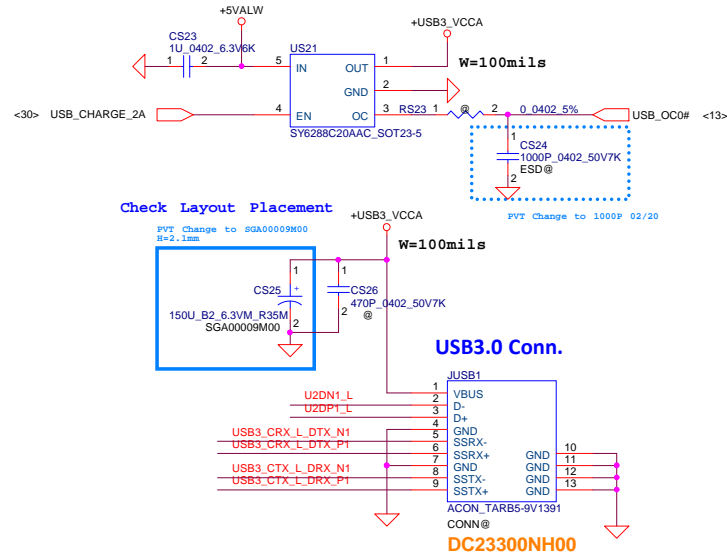 +5VALW
CS23
1U_0402_6.3V6K
1 2
US21
+USB3_VCCA
5 IN OUT 1
W=100mils
GND 2
<30> USB_CHARGE_2A 4 EN OC 3 RS23 1 @ 2 0_0402_5% USB_OC0# <13>
SY6288C20AAC_SOT23-5
1
CS24
1000P_0402_50V7K
ESD@
2
PVT Change to 1000P 02/20
Check Layout Placement
PVT Change to SGA00009M00
H=2.1mm
+USB3_VCCA
W=100mils
1 + 1
CS25 CS26
150U_B2_6.3VM_R35M 470P_0402_50V7K
SGA00009M00 @
2 2
USB3.0 Conn.
JUSB1
1 VBUS
U2DN1_L 2 D-
U2DP1_L 3 D+
4 GND
USB3_CRX_L_DTX_N1 5 SSRX-
USB3_CRX_L_DTX_P1 6 SSRX+ GND 10
7 GND GND 11
USB3_CTX_L_DRX_N1 8 SSTX- GND 12
USB3_CTX_L_DRX_P1 9 SSTX+ GND 13
ACON_TARB5-9V1391
CONN@
DC23300NH00